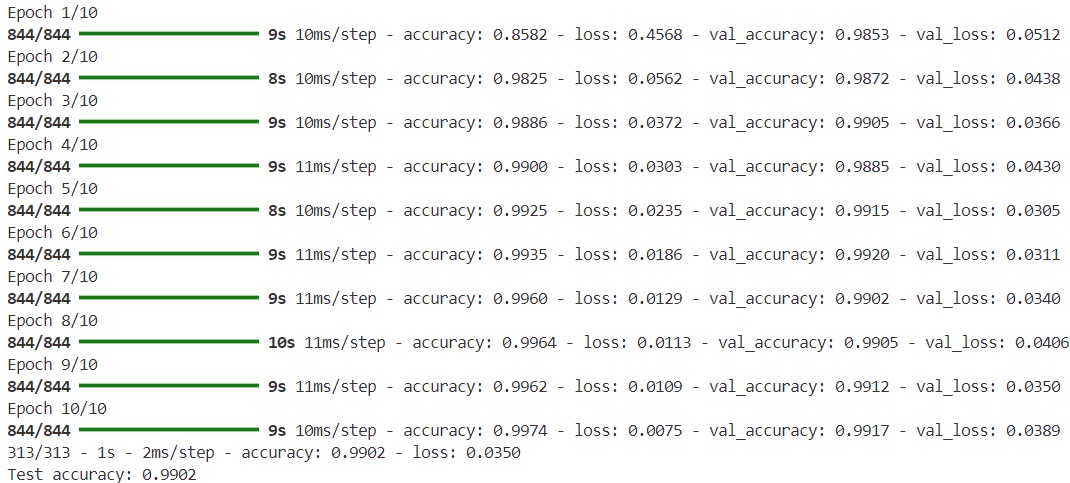 Epoch 1/10
844/844 9s 10ms/step - accuracy: 0.8582 - loss: 0.4568 - val_accuracy: 0.9853 - val_loss: 0.0512
Epoch 2/10
844/844 8s 10ms/step - accuracy: 0.9825 - loss: 0.0562 - val_accuracy: 0.9872 - val_loss: 0.0438
Epoch 3/10
844/844 9s 10ms/step - accuracy: 0.9886 - loss: 0.0372 - val_accuracy: 0.9905 - val_loss: 0.0366
Epoch 4/10
844/844 9s 11ms/step - accuracy: 0.9900 - loss: 0.0303 - val_accuracy: 0.9885 - val_loss: 0.0430
Epoch 5/10
844/844 8s 10ms/step - accuracy: 0.9925 - loss: 0.0235 - val_accuracy: 0.9915 - val_loss: 0.0305
Epoch 6/10
844/844 9s 11ms/step - accuracy: 0.9935 - loss: 0.0186 - val_accuracy: 0.9920 - val_loss: 0.0311
Epoch 7/10
844/844 9s 11ms/step - accuracy: 0.9960 - loss: 0.0129 - val_accuracy: 0.9902 - val_loss: 0.0340
Epoch 8/10
844/844 10s 11ms/step - accuracy: 0.9964 - loss: 0.0113 - val_accuracy: 0.9905 - val_loss: 0.0406
Epoch 9/10
844/844 9s 11ms/step - accuracy: 0.9962 - loss: 0.0109 - val_accuracy: 0.9912 - val_loss: 0.0350
Epoch 10/10
844/844 9s 10ms/step - accuracy: 0.9974 - loss: 0.0075 - val_accuracy: 0.9917 - val_loss: 0.0389
313/313 - 1s - 2ms/step - accuracy: 0.9902 - loss: 0.0350
Test accuracy: 0.9902